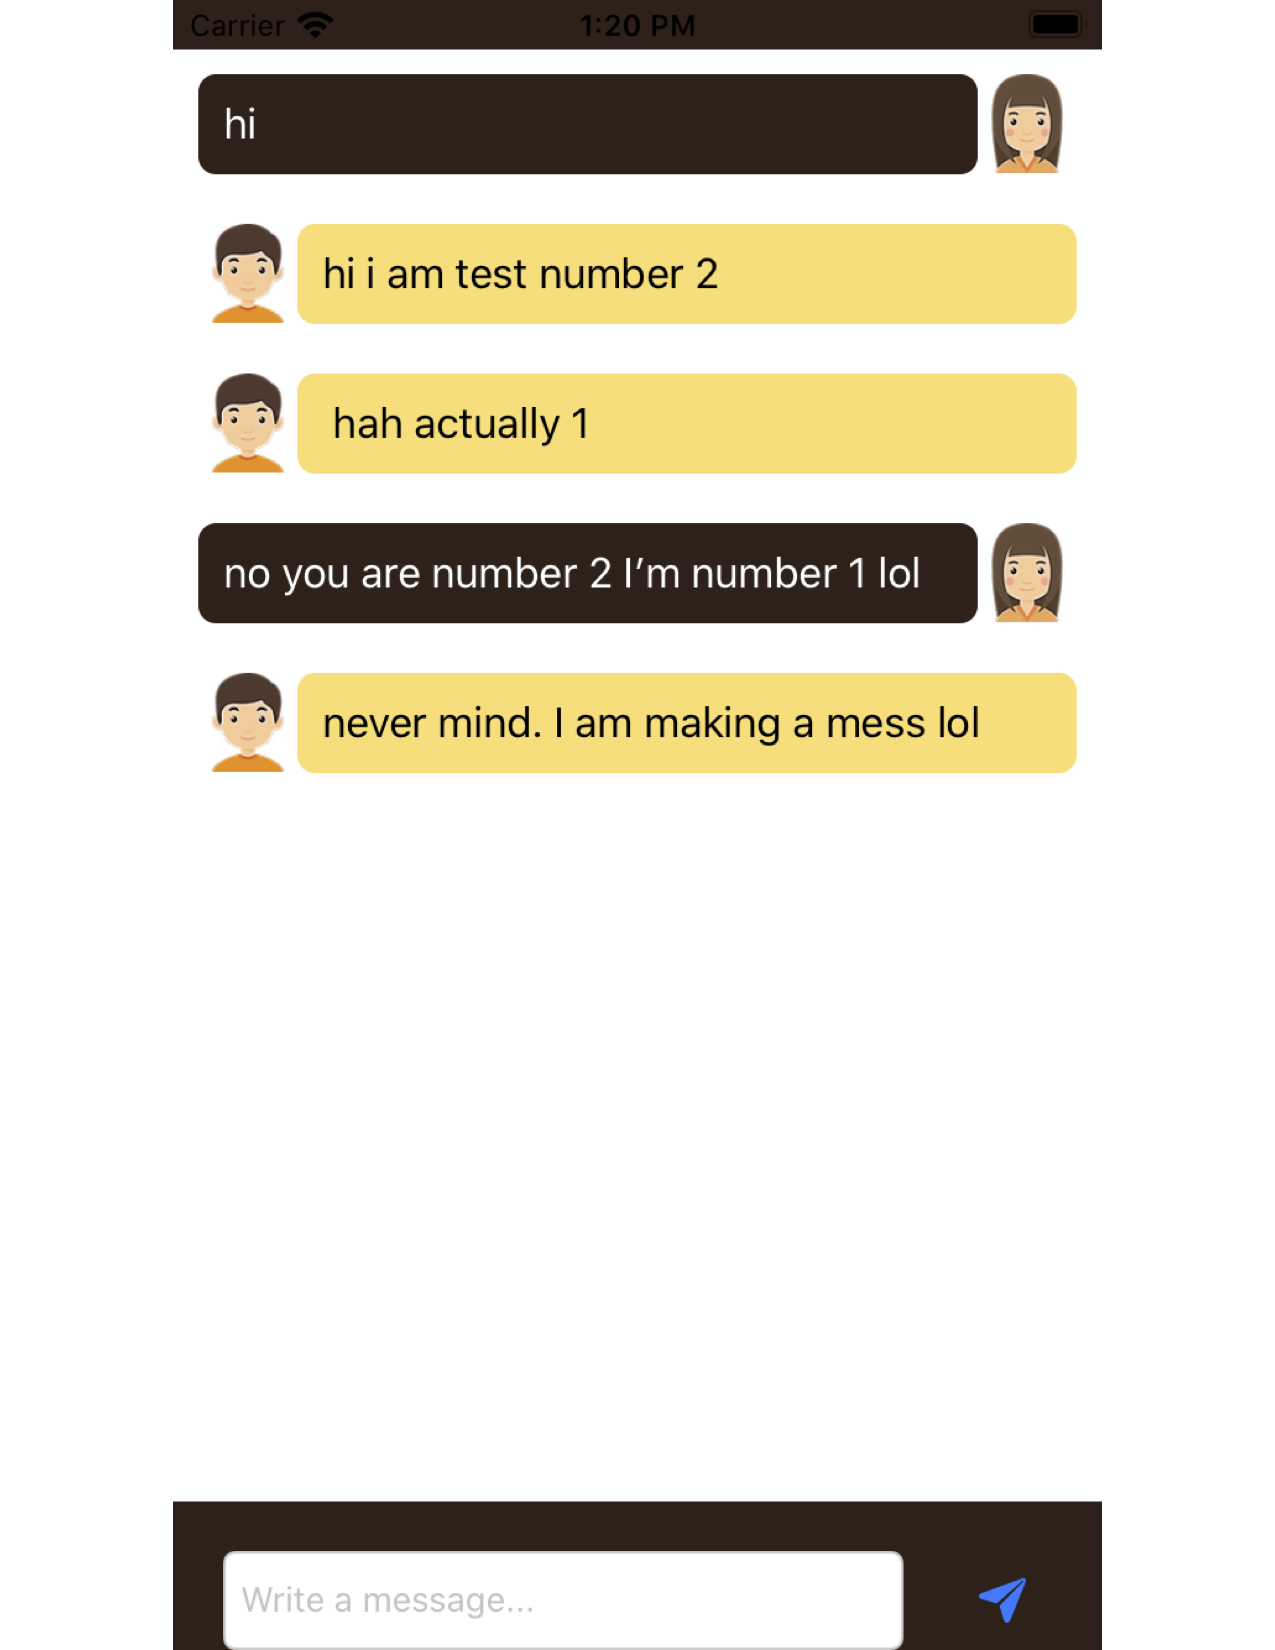 Carrier 1:20 PM
hi
hi i am test number 2
hah actually 1
no you are number 2 I’m number 1 lol
never mind. I am making a mess lol
Write a message...